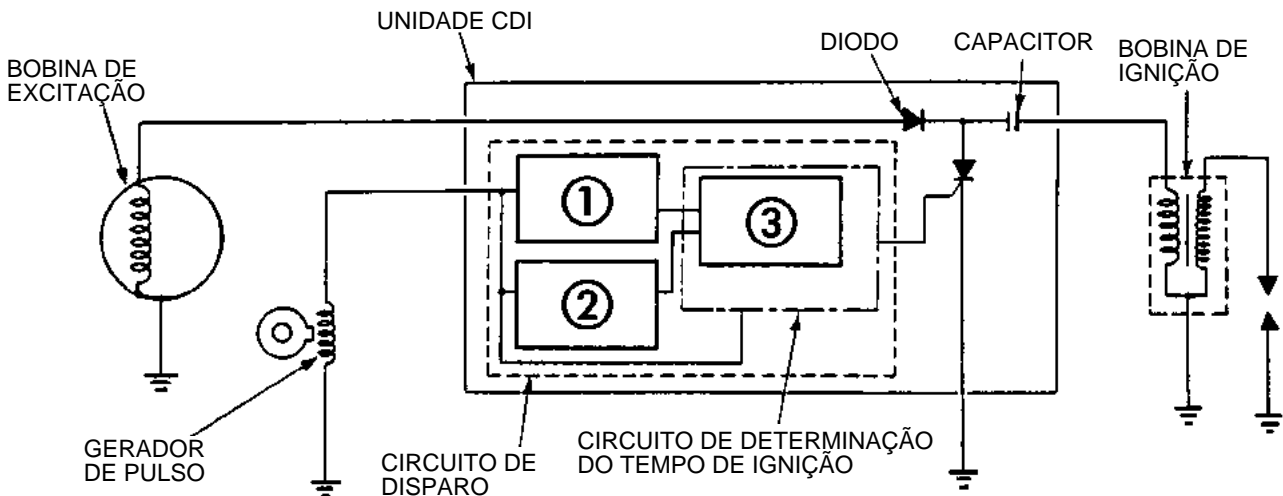 UNIDADE CDI
DIODO
CAPACITOR
BOBINA DE
IGNIÇÃO
BOBINA DE
EXCITAÇÃO
1
2
3
GERADOR
DE PULSO
CIRCUITO DE
DISPARO
CIRCUITO DE DETERMINAÇÃO
DO TEMPO DE IGNIÇÃO